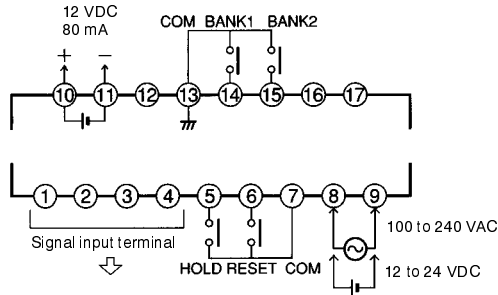 12 VDC
80 mA
COM BANK1 BANK2
+ −
10 11 12 13 14 15 16 17
1 2 3 4 5 6 7 8 9
Signal input terminal
HOLD RESET COM
100 to 240 VAC
12 to 24 VDC